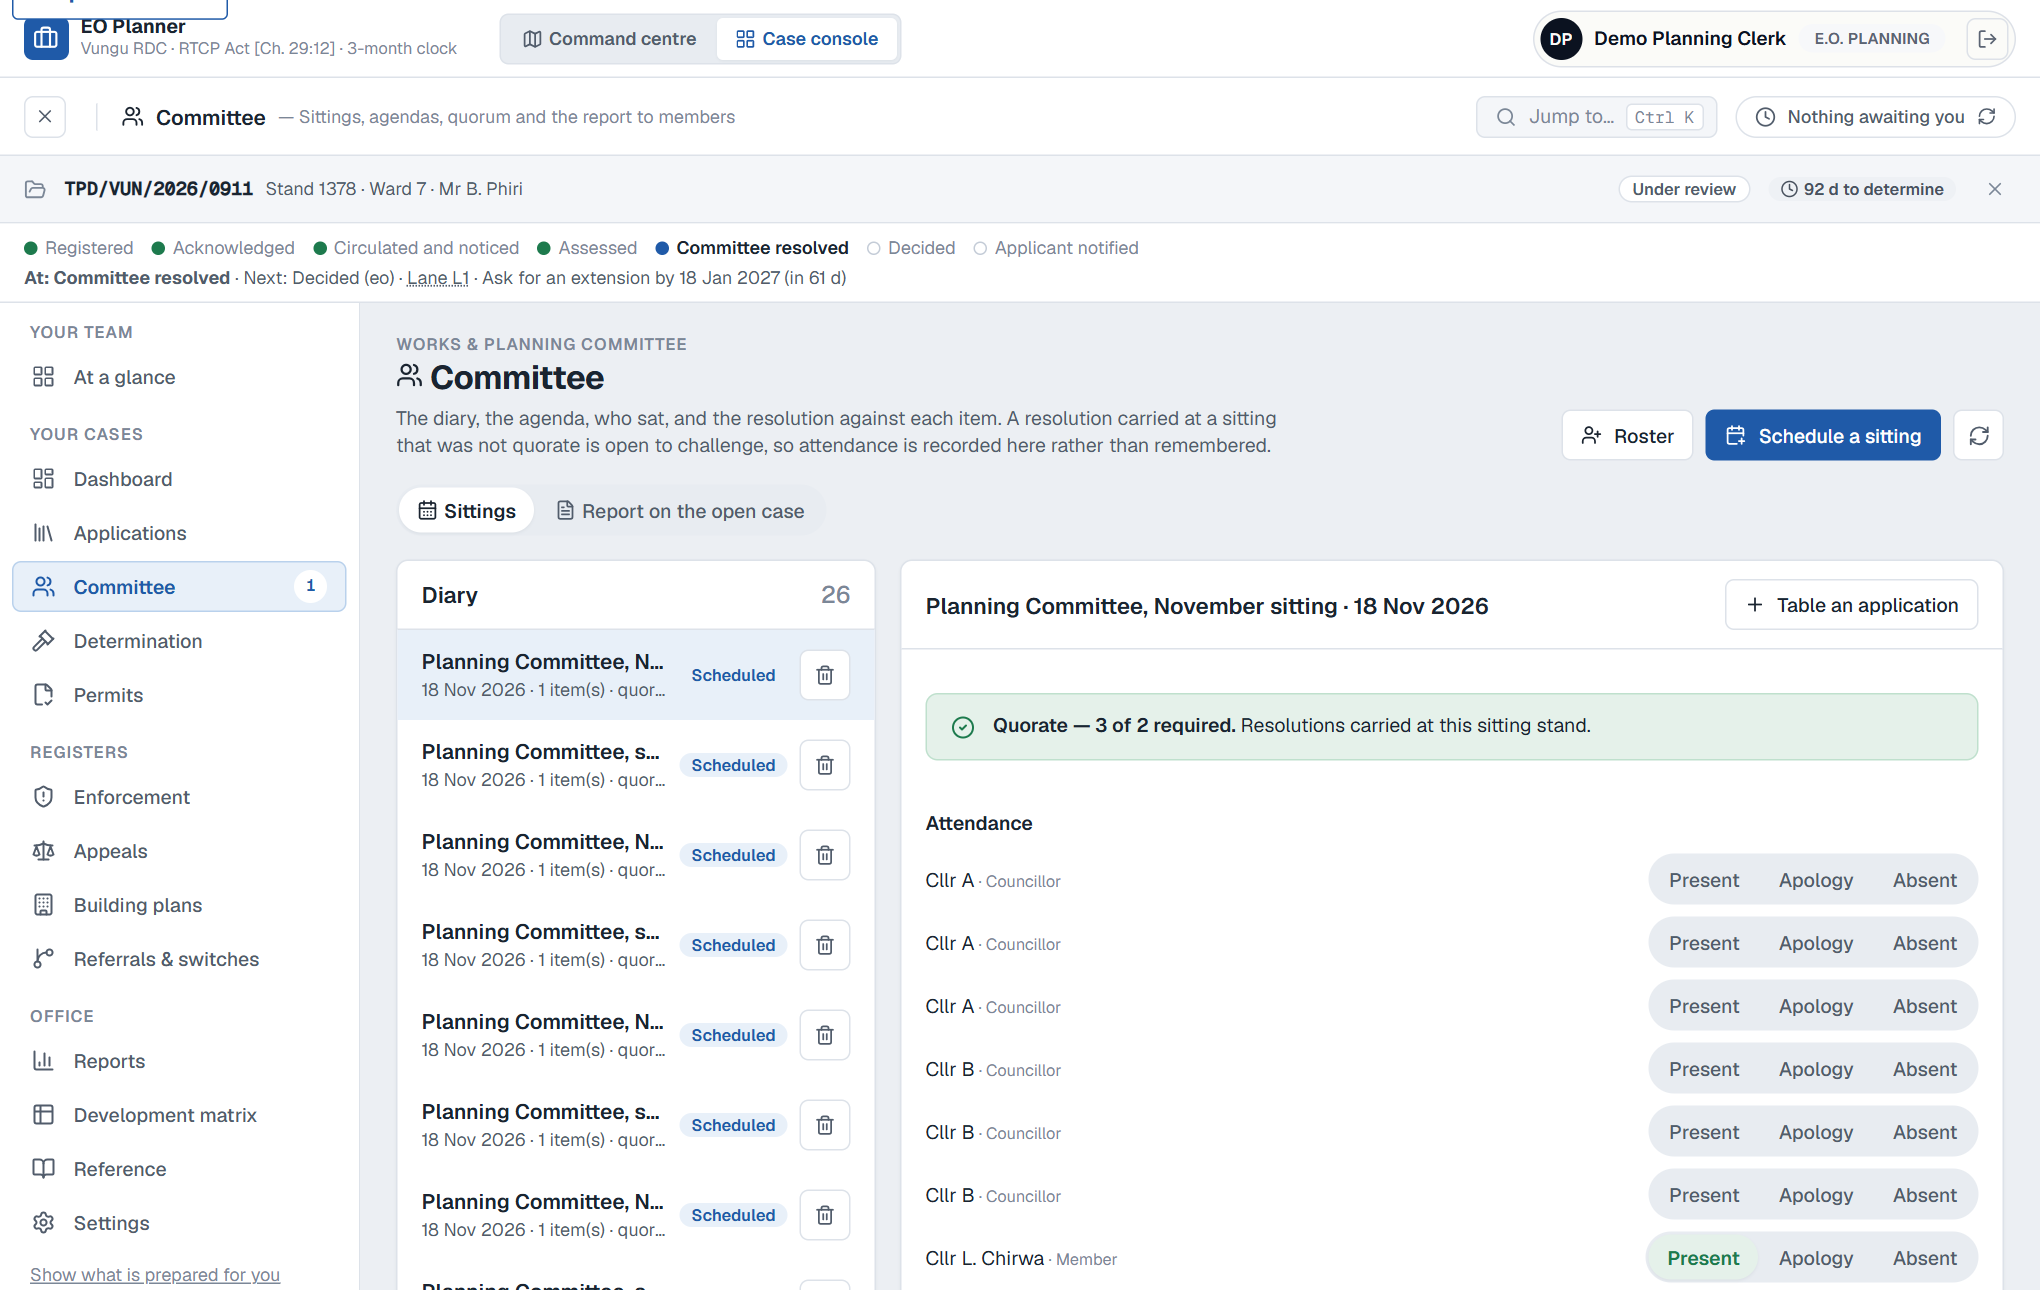 EO Planner
Vungu RDC · RTCP Act [Ch. 29:12] · 3-month clock
Command centre
Case console
DP
Demo Planning Clerk
E.O. PLANNING
Committee
— Sittings, agendas, quorum and the report to members
Jump to...
Ctrl K
Nothing awaiting you
TPD/VUN/2026/0911
Stand 1378 · Ward 7 · Mr B. Phiri
Under review
92 d to determine
Registered
Acknowledged
Circulated and noticed
Assessed
Committee resolved
Decided
Applicant notified
At: Committee resolved · Next: Decided (eo) · Lane L1 · Ask for an extension by 18 Jan 2027 (in 61 d)
YOUR TEAM
At a glance
YOUR CASES
Dashboard
Applications
Committee
1
Determination
Permits
REGISTERS
Enforcement
Appeals
Building plans
Referrals & switches
OFFICE
Reports
Development matrix
Reference
Settings
Show what is prepared for you
WORKS & PLANNING COMMITTEE
Committee
The diary, the agenda, who sat, and the resolution against each item. A resolution carried at a sitting
that was not quorate is open to challenge, so attendance is recorded here rather than remembered.
Roster
Schedule a sitting
Sittings
Report on the open case
Diary
26
Planning Committee, N...
18 Nov 2026 · 1 item(s) · quor...
Scheduled
Planning Committee, s...
18 Nov 2026 · 1 item(s) · quor...
Scheduled
Planning Committee, N...
18 Nov 2026 · 1 item(s) · quor...
Scheduled
Planning Committee, s...
18 Nov 2026 · 1 item(s) · quor...
Scheduled
Planning Committee, N...
18 Nov 2026 · 1 item(s) · quor...
Scheduled
Planning Committee, s...
18 Nov 2026 · 1 item(s) · quor...
Scheduled
Planning Committee, N...
18 Nov 2026 · 1 item(s) · quor...
Scheduled
Planning Committee, November sitting · 18 Nov 2026
Table an application
Quorate — 3 of 2 required. Resolutions carried at this sitting stand.
Attendance
Cllr A · Councillor
Present Apology Absent
Cllr A · Councillor
Present Apology Absent
Cllr A · Councillor
Present Apology Absent
Cllr B · Councillor
Present Apology Absent
Cllr B · Councillor
Present Apology Absent
Cllr B · Councillor
Present Apology Absent
Cllr L. Chirwa · Member
Present Apology Absent